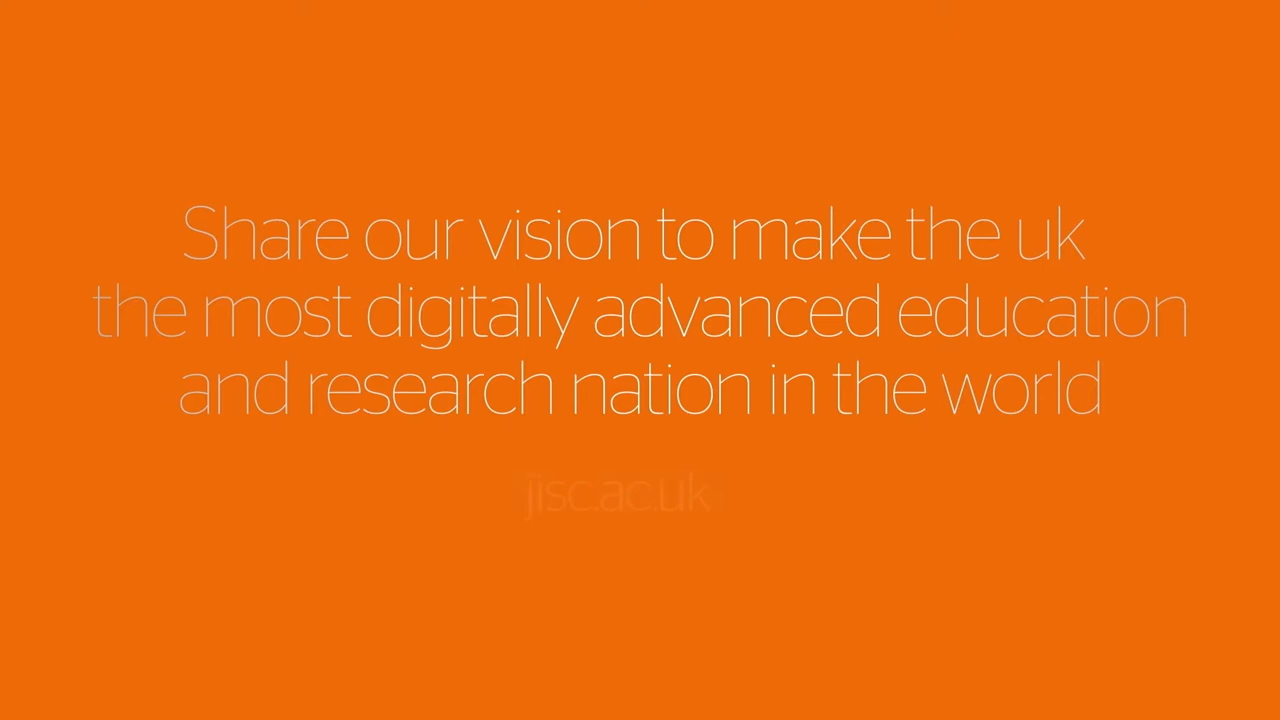 Share our vision to make the uk
the most digitally advanced education
and research nation in the world
jisc.ac.uk